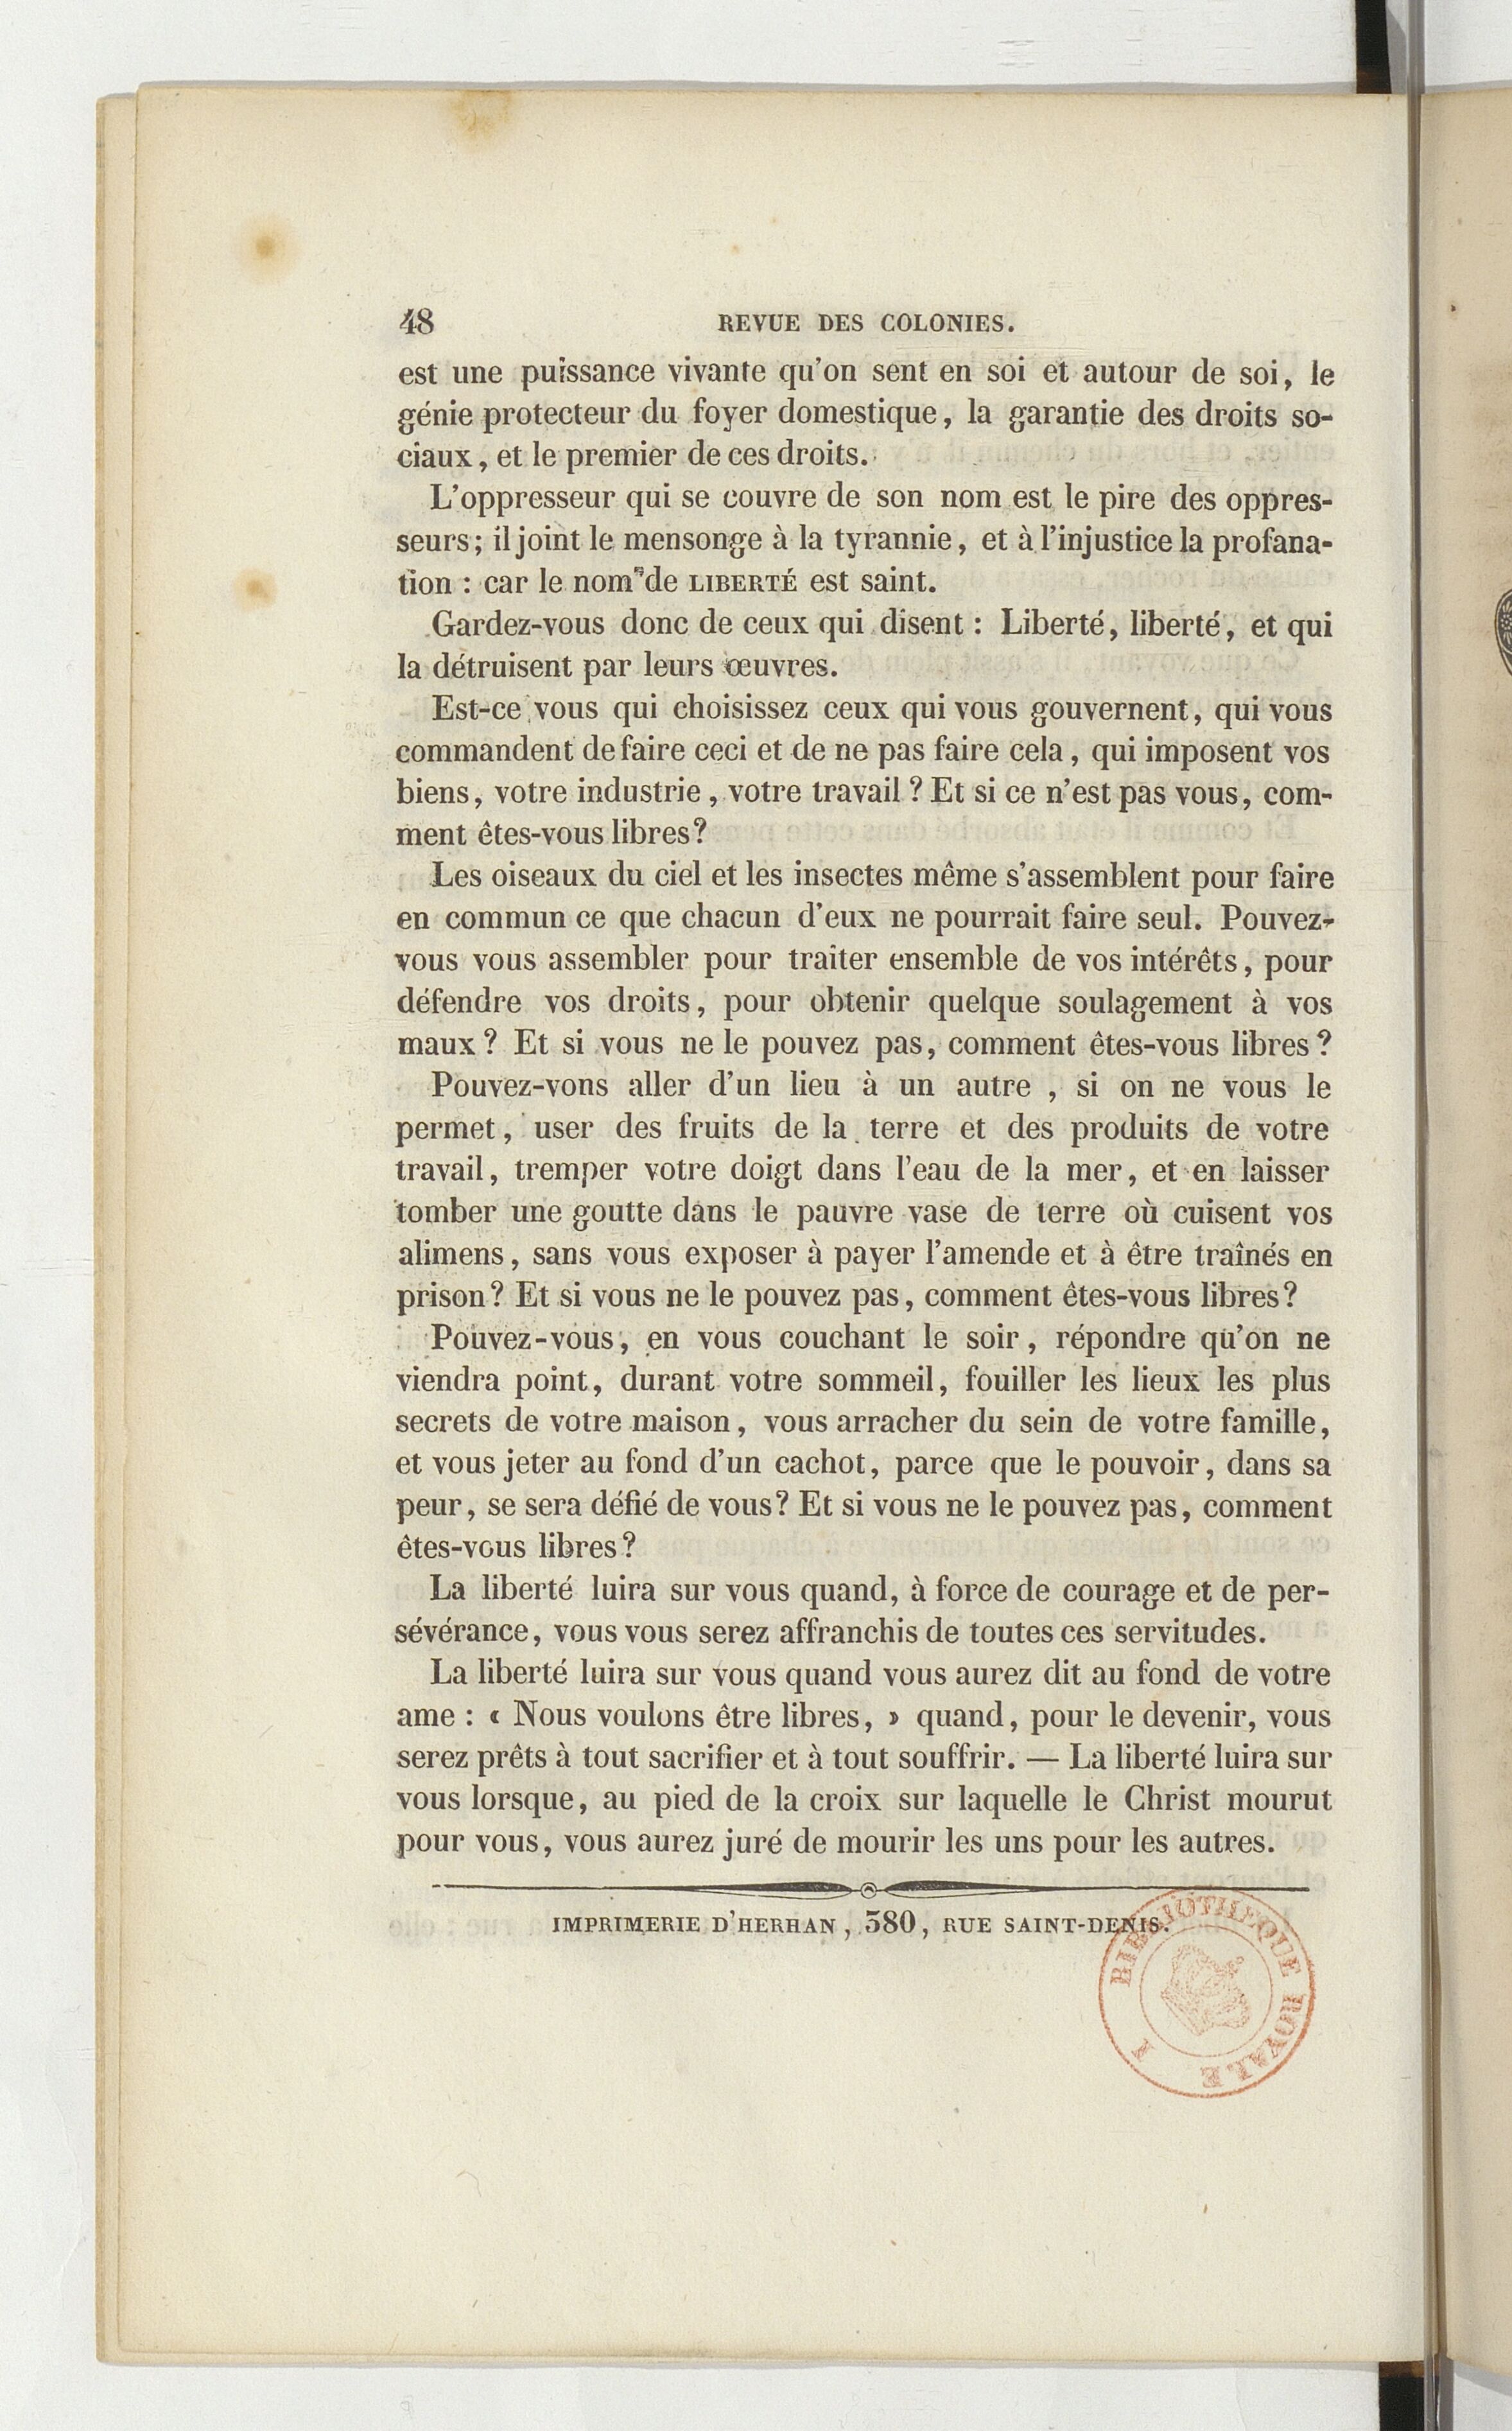 48 REVUE DES COLONIES.
est une puissance vivante qu'on sent en soi et autour de soi, le
génie protecteur du foyer domestique, la garantie des droits so-
ciaux, et le premier de ces droits.
L'oppresseur qui se couvre de son nom est le pire des oppres-
seurs; il joint le mensonge à la tyrannie, et à l'injustice la profana-
tion : car le nom de LIBERTÉ est saint.
Gardez-vous donc de ceux qui disent : Liberté, liberté, et qui
la détruisent par leurs œuvres.
Est-ce vous qui choisissez ceux qui vous gouvernent, qui vous
commandent de faire ceci et de ne pas faire cela, qui imposent vos
biens, votre industrie, votre travail ? Et si ce n'est pas vous, com-
ment êtes-vous libres?
Les oiseaux du ciel et les insectes même s'assemblent pour faire
en commun ce que chacun d'eux ne pourrait faire seul. Pouvez-
vous vous assembler pour traiter ensemble de vos intérêts, pour
défendre vos droits, pour obtenir quelque soulagement à vos
maux ? Et si vous ne le pouvez pas, comment êtes-vous libres ?
Pouvez-vons aller d'un lieu à un autre , si on ne vous le
permet, user des fruits de la terre et des produits de votre
travail, tremper votre doigt dans l'eau de la mer, et en laisser
tomber une goutte dans le pauvre vase de terre où cuisent vos
alimens, sans vous exposer à payer l'amende et à être traînés en
prison? Et si vous ne le pouvez pas, comment êtes-vous libres?
Pouvez-vous, en vous couchant le soir, répondre qu'on ne
viendra point, durant votre sommeil, fouiller les lieux les plus
secrets de votre maison, vous arracher du sein de votre famille,
et vous jeter au fond d'un cachot, parce que le pouvoir, dans sa
peur, se sera défié de vous? Et si vous ne le pouvez pas, comment
êtes-vous libres?
La liberté luira sur vous quand, à force de courage et de per-
sévérance, vous vous serez affranchis de toutes ces servitudes.
La liberté luira sur vous quand vous aurez dit au fond de votre
ame : « Nous voulons être libres, » quand, pour le devenir, vous
serez prêts à tout sacrifier et à tout souffrir. — La liberté luira sur
vous lorsque, au pied de la croix sur laquelle le Christ mourut
pour vous, vous aurez juré de mourir les uns pour les autres.
IMPRIMERIE D'HERHAN, 380, RUE SAINT-DENIS.
BIBLIOTHEQUE ROYALE